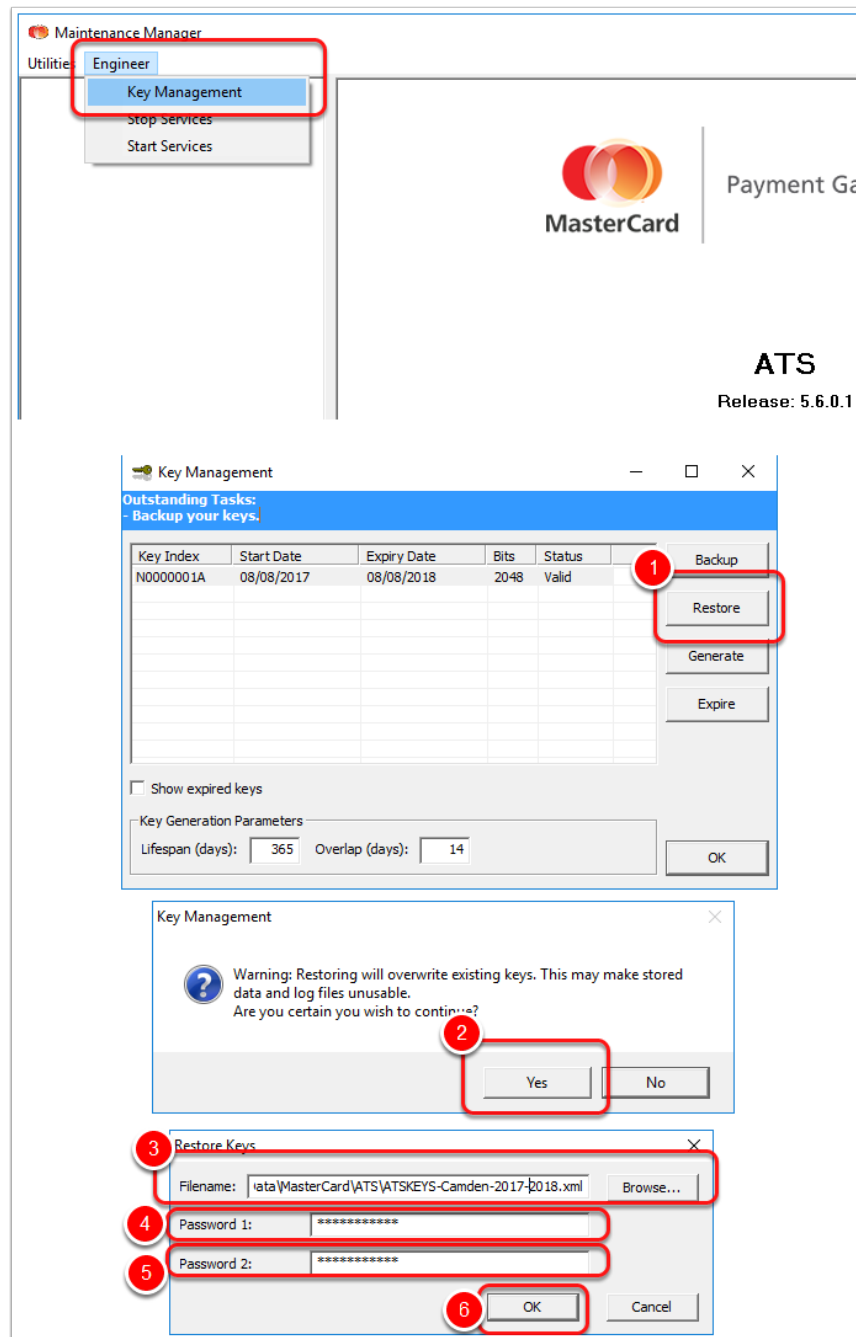 Maintenance Manager
Utilities Engineer
Key Management
Stop Services
Start Services
MasterCard
Payment Ga
ATS
Release: 5.6.0.1
Key Management
Outstanding Tasks:
- Backup your keys.
Key Index Start Date Expiry Date Bits Status
N0000001A 08/08/2017 08/08/2018 2048 Valid
1
Backup
Restore
Generate
Expire
Show expired keys
Key Generation Parameters
Lifespan (days): 365 Overlap (days): 14
OK
Key Management
Warning: Restoring will overwrite existing keys. This may make stored
data and log files unusable.
Are you certain you wish to continue?
2
Yes No
3
Restore Keys
Filename: ata\MasterCard\ATS\ATSKEYS-Camden-2017-2018.xml Browse...
4 Password 1: ***********
5 Password 2: ***********
6 OK Cancel